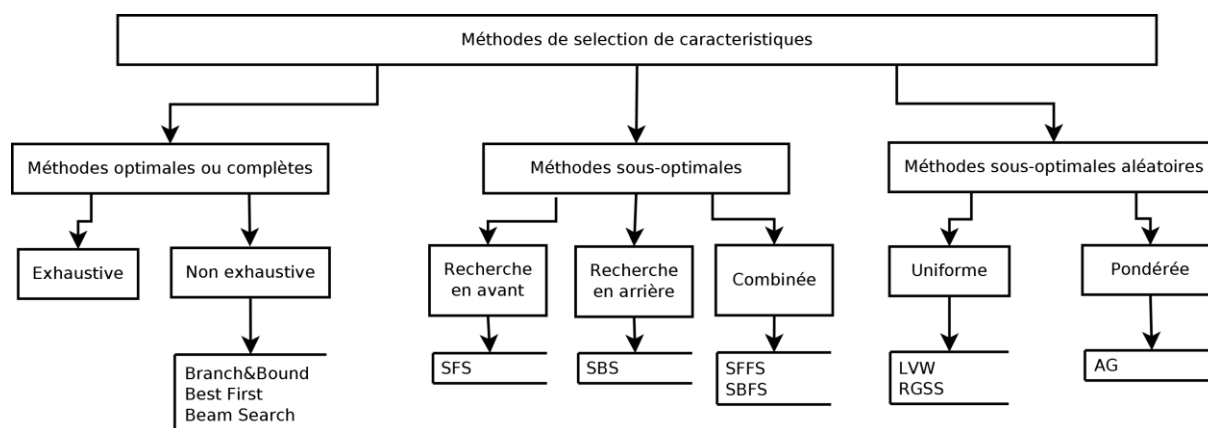 Méthodes de selection de caracteristiques
Méthodes optimales ou complètes
Méthodes sous-optimales
Méthodes sous-optimales aléatoires
Exhaustive
Non exhaustive
Recherche
en avant
Recherche
en arrière
Combinée
Uniforme
Pondérée
Branch&Bound
Best First
Beam Search
SFS
SBS
SFFS
SBFS
LVW
RGSS
AG